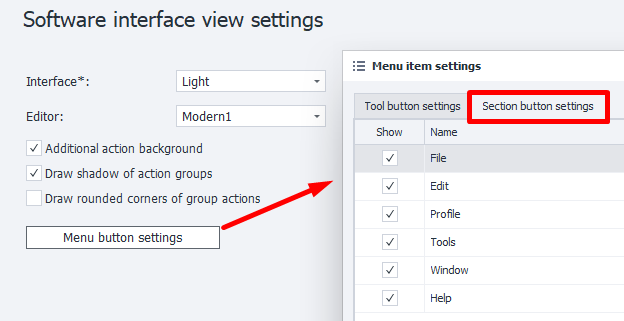 Software interface view settings
Interface*:
Light
Editor:
Modern1
Additional action background
Draw shadow of action groups
Draw rounded corners of group actions
Menu button settings
Menu item settings
Tool button settings
Section button settings
Show
Name
File
Edit
Profile
Tools
Window
Help